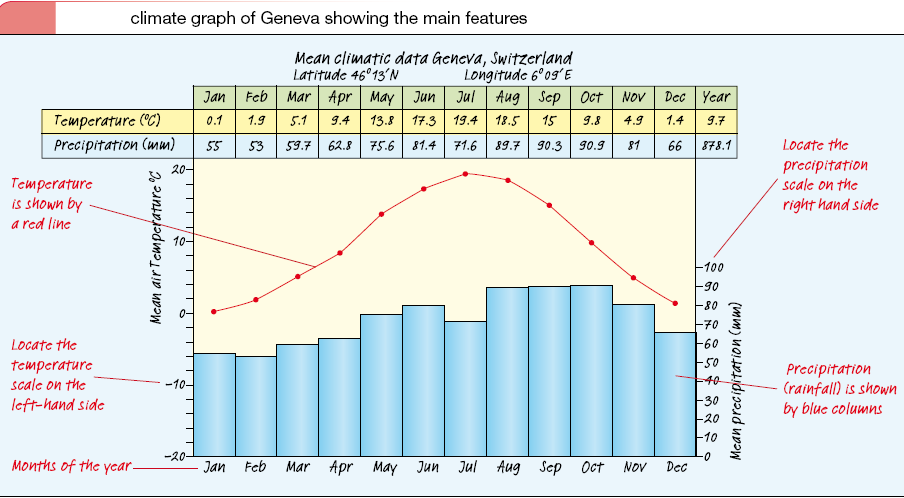 climate graph of Geneva showing the main features
Mean climatic data Geneva, Switzerland
Latitude 46°13′N Longitude 6°09′E
Jan Feb Mar Apr May Jun Jul Aug Sep Oct Nov Dec Year
Temperature (°C) 0.1 1.9 5.1 9.4 13.8 17.3 19.4 18.5 15 9.8 4.9 1.4 9.7
Precipitation (mm) 55 53 59.7 62.8 75.6 81.4 71.6 89.7 90.3 90.9 81 66 878.1
Temperature
is shown by
a red line
Locate the
temperature
scale on the
left-hand side
Months of the year
Mean air Temperature °C
20
10
0
-10
-20
Jan Feb Mar Apr May Jun Jul Aug Sep Oct Nov Dec
100
90
80
70
60
50
40
30
20
10
0
Mean precipitation (mm)
Locate the
precipitation
scale on the
right hand side
Precipitation
(rainfall) is shown
by blue columns